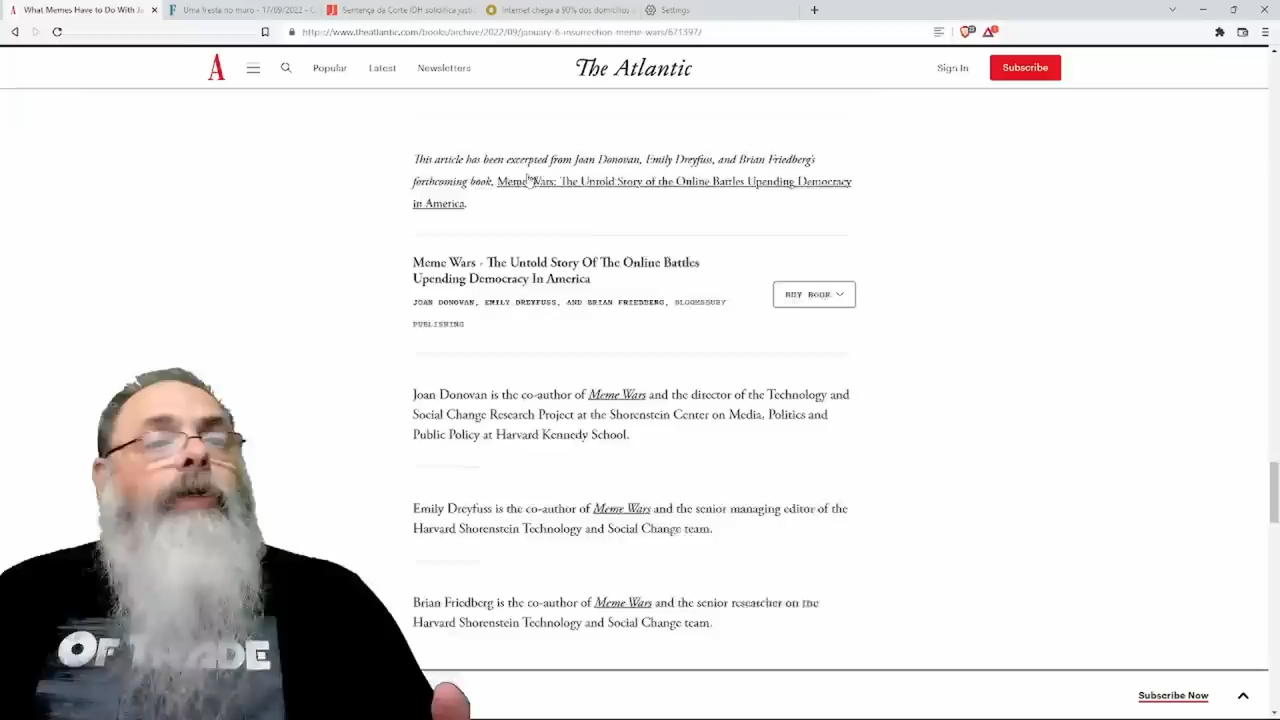 What Memes Have to Do With Ja
Uma fresta no muro - 17/09/2022 - C
Sentença da Corte IDH solidifica justi
Internet chega a 90% dos domicílios
Settings
https://www.theatlantic.com/books/archive/2022/09/january-6-insurrection-meme-wars/671397/
A
Popular
Latest
Newsletters
The Atlantic
Sign In
Subscribe
This article has been excerpted from Joan Donovan, Emily Dreyfuss, and Brian Friedberg's
forthcoming book, Meme Wars: The Untold Story of the Online Battles Upending Democracy
in America.
Meme Wars - The Untold Story Of The Online Battles
Upending Democracy In America
JOAN DONOVAN, EMILY DREYFUSS, AND BRIAN FRIEDBERG, BLOOMSBURY
PUBLISHING
BUY BOOK
Joan Donovan is the co-author of Meme Wars and the director of the Technology and
Social Change Research Project at the Shorenstein Center on Media, Politics and
Public Policy at Harvard Kennedy School.
Emily Dreyfuss is the co-author of Meme Wars and the senior managing editor of the
Harvard Shorenstein Technology and Social Change team.
Brian Friedberg is the co-author of Meme Wars and the senior researcher on the
Harvard Shorenstein Technology and Social Change team.
OF
Subscribe Now